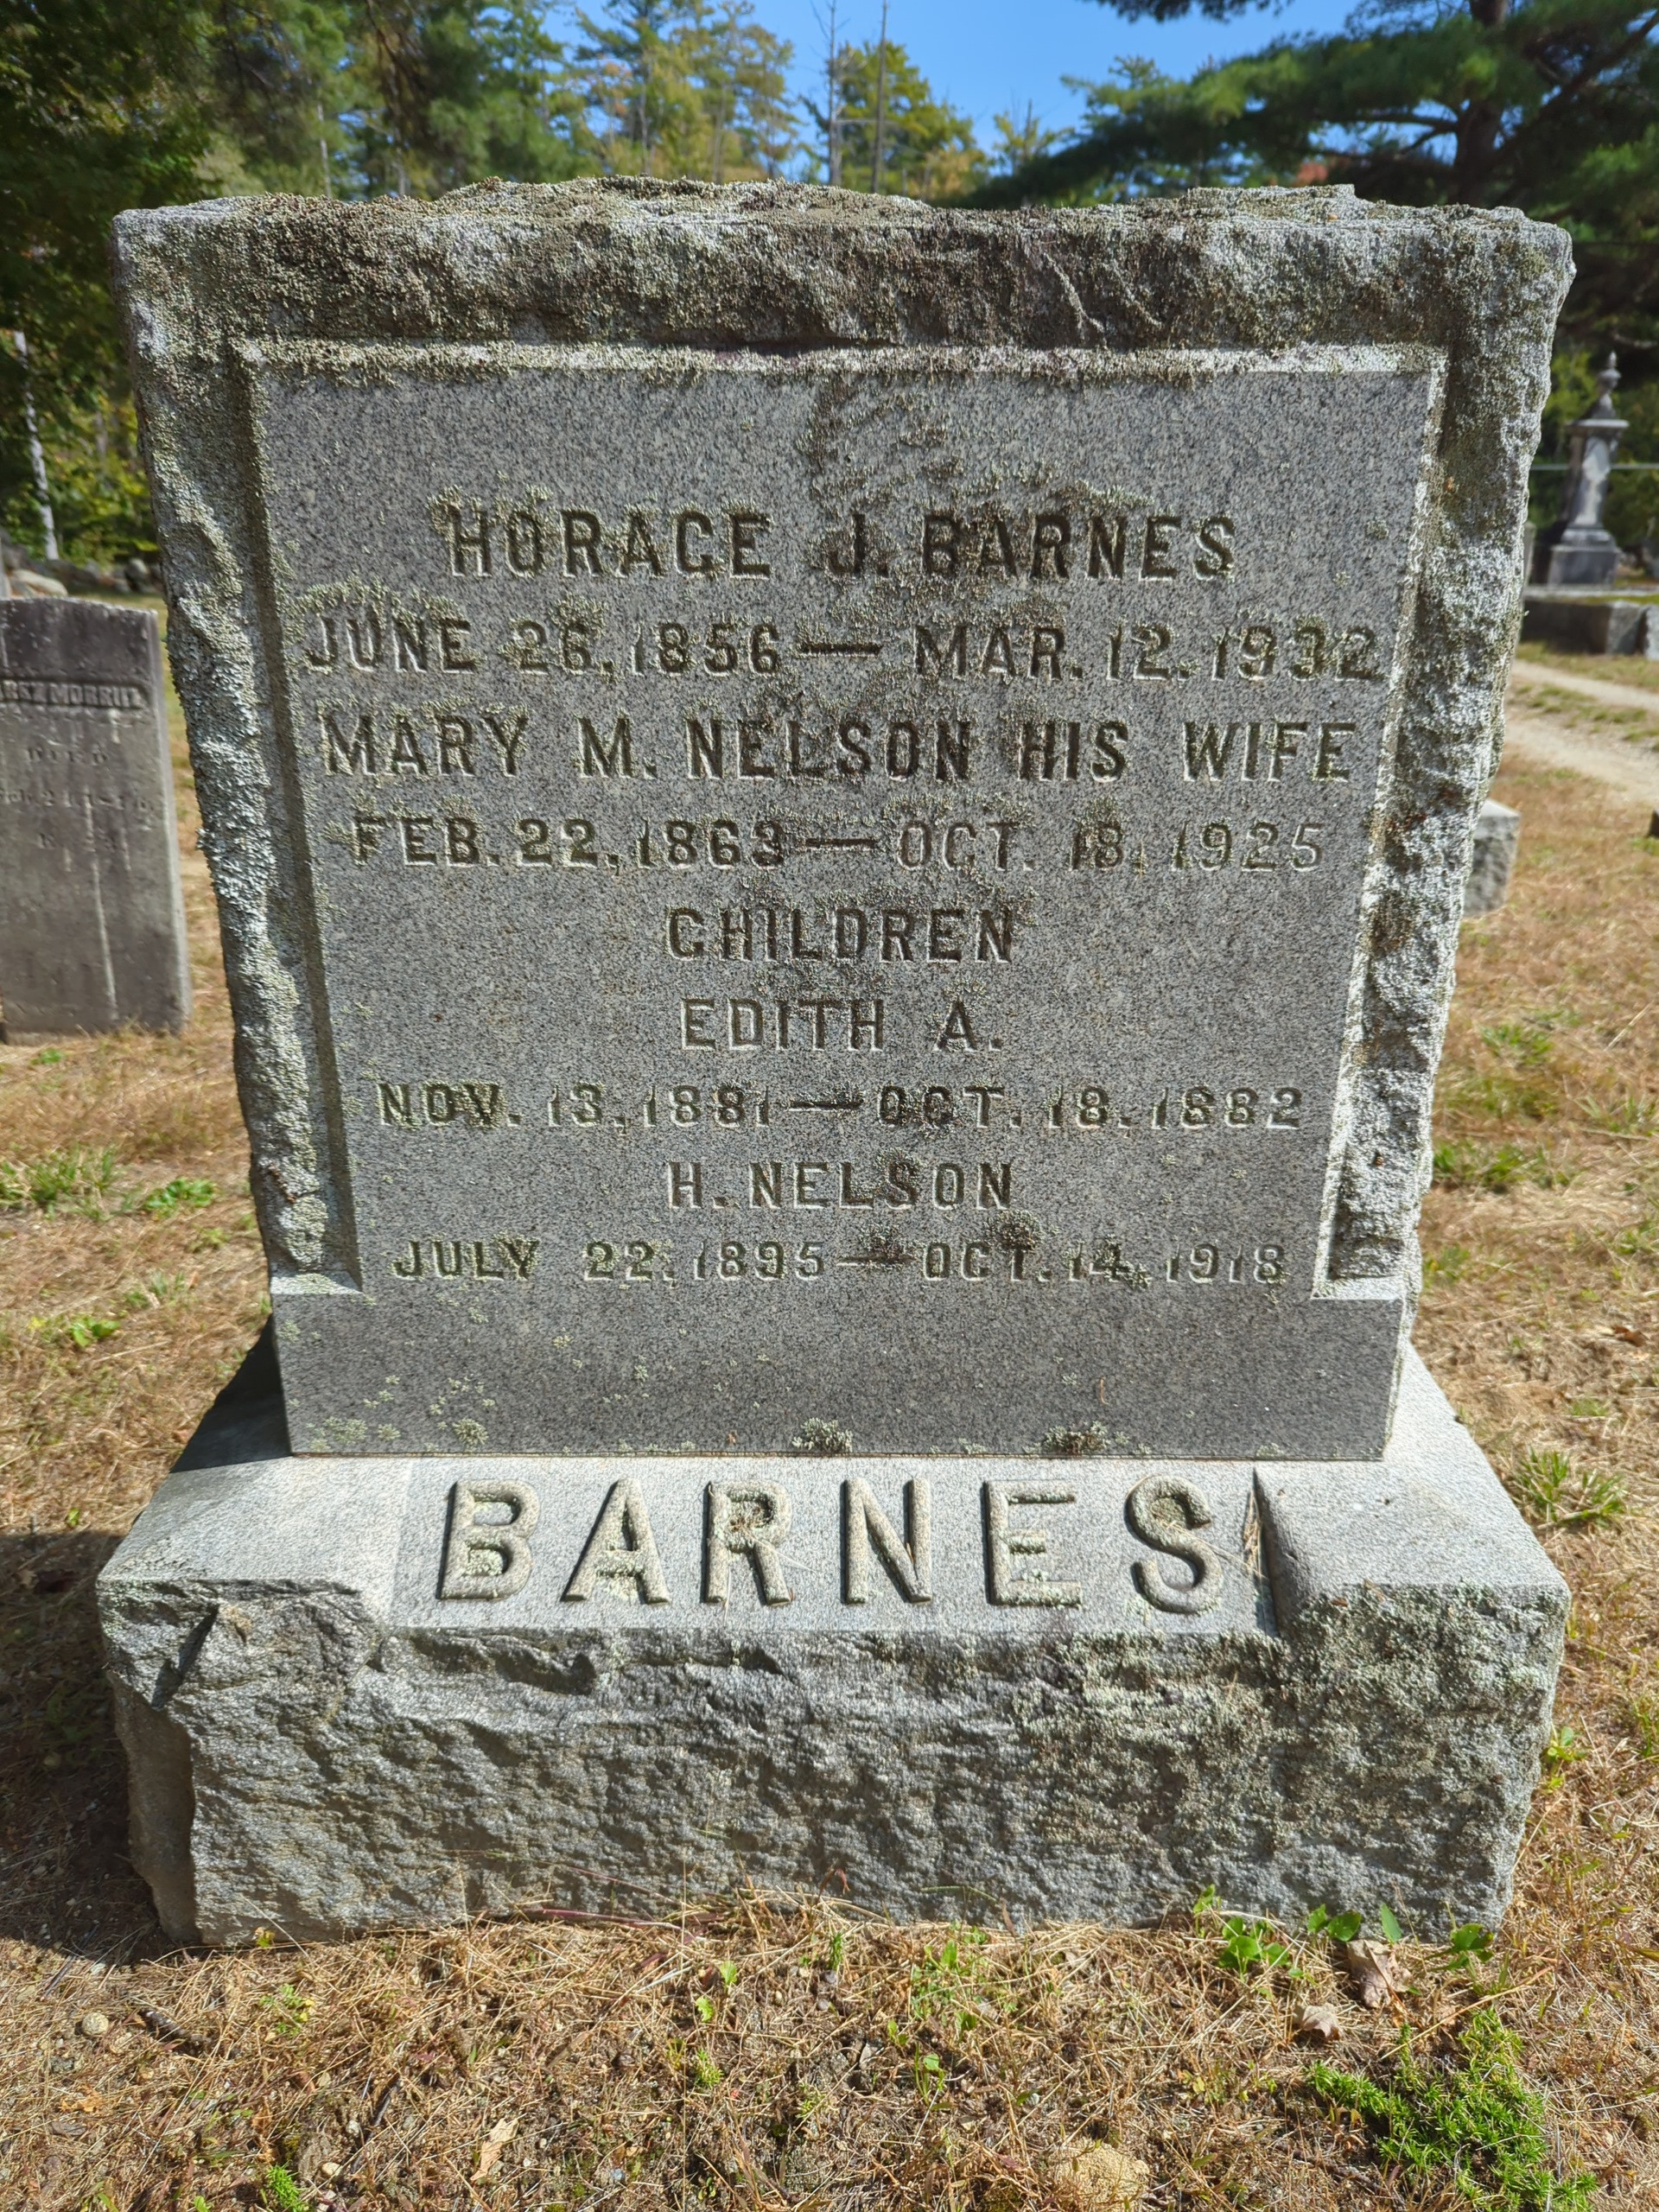 HORACE J. BARNES
JUNE 26, 1856 — MAR. 12, 1932
MARY M. NELSON HIS WIFE
FEB. 22, 1863 — OCT. 18, 1925
CHILDREN
EDITH A.
NOV. 13, 1881 — OCT. 18, 1882
H. NELSON
JULY 22, 1895 — OCT. 14, 1918
BARNES
DIED